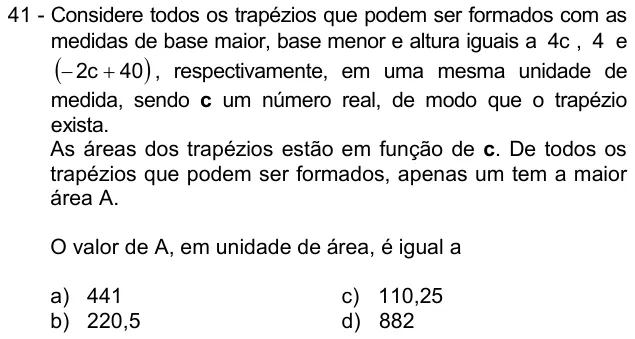 41 - Considere todos os trapézios que podem ser formados com as
medidas de base maior, base menor e altura iguais a 4c , 4 e
(−2c + 40), respectivamente, em uma mesma unidade de
medida, sendo c um número real, de modo que o trapézio
exista.
As áreas dos trapézios estão em função de c. De todos os
trapézios que podem ser formados, apenas um tem a maior
área A.
O valor de A, em unidade de área, é igual a
a) 441 c) 110,25
b) 220,5 d) 882